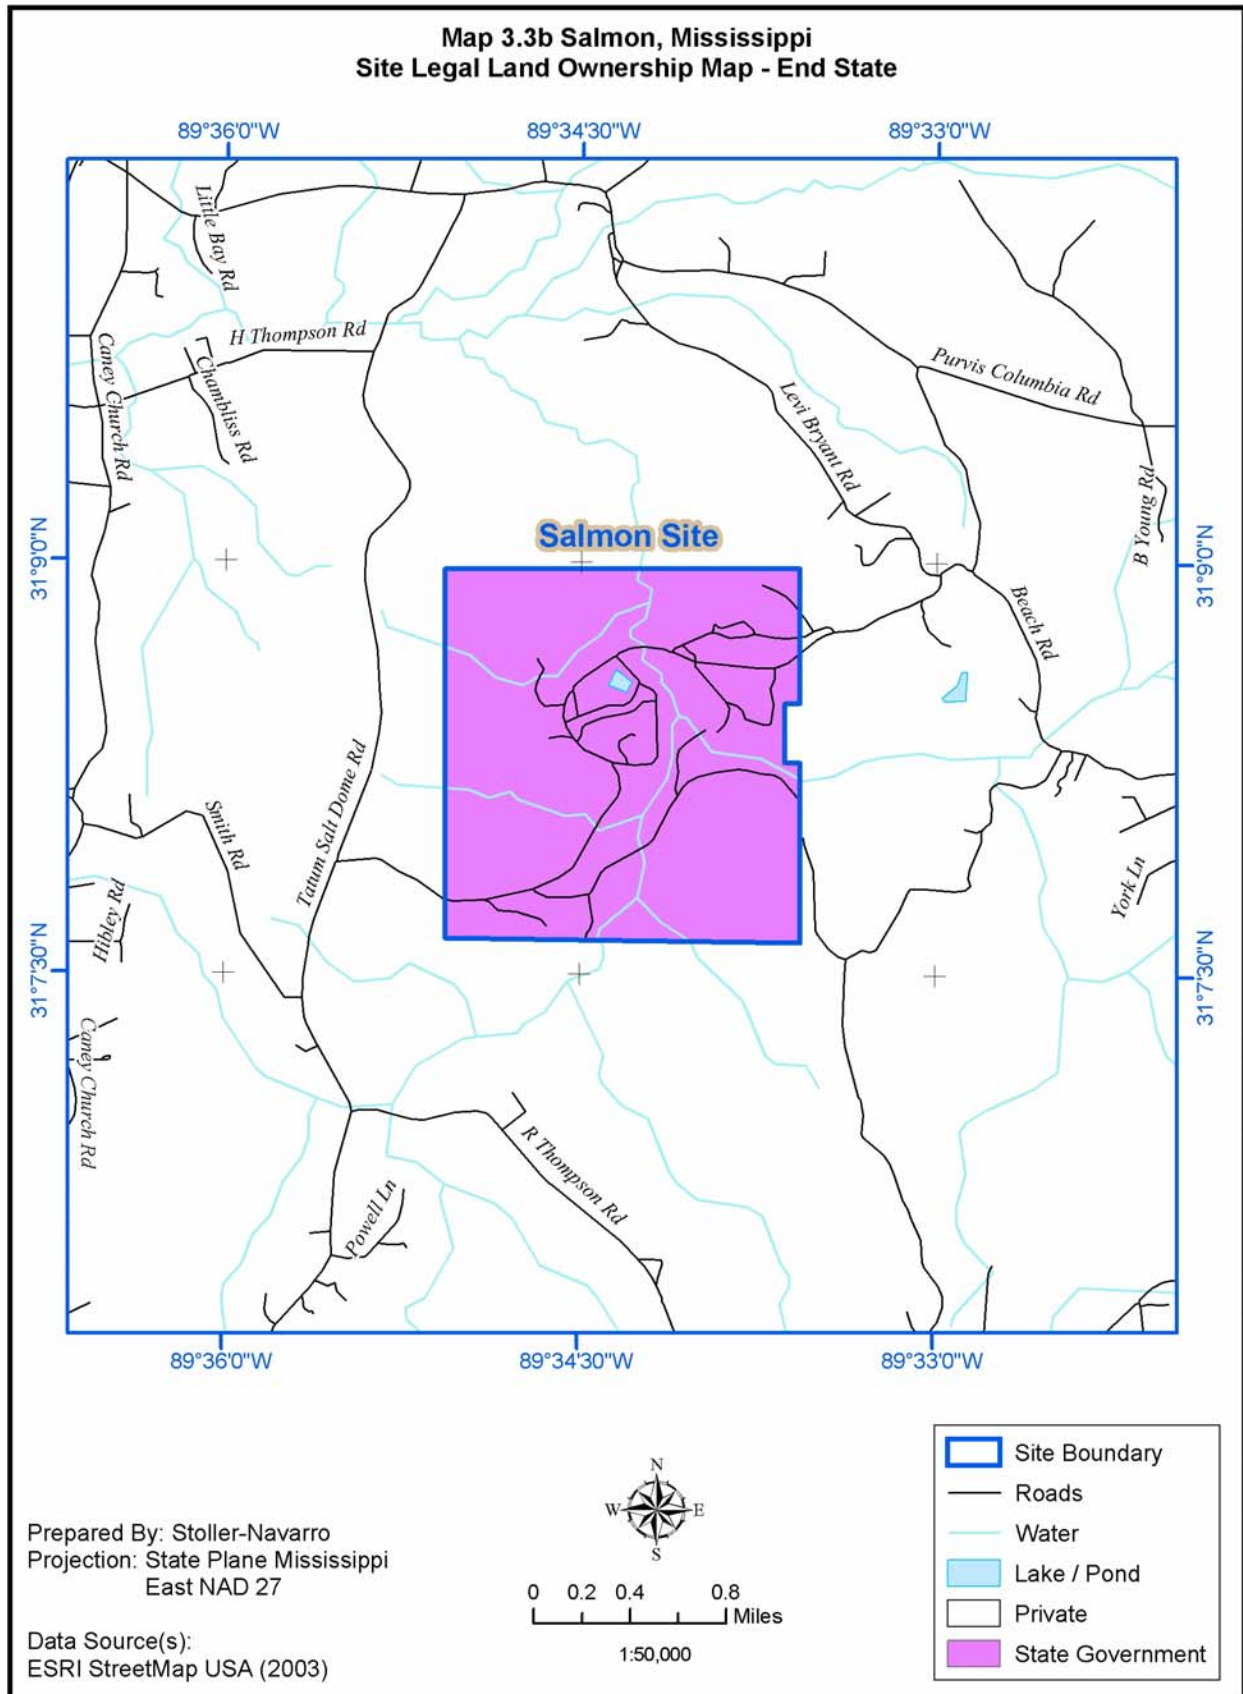 Map 3.3b Salmon, Mississippi
Site Legal Land Ownership Map - End State
89°36'0"W
89°34'30"W
89°33'0"W
Little Bay Rd
H Thompson Rd
Caney Church Rd
Chambliss Rd
Purvis Columbia Rd
Levi Bryant Rd
B Young Rd
Salmon Site
31°9'0"N
31°9'0"N
Beach Rd
Tatum Salt Dome Rd
Smith Rd
Hibley Rd
York Ln
31°7'30"N
31°7'30"N
Caney Church Rd
R Thompson Rd
Powell Ln
89°36'0"W
89°34'30"W
89°33'0"W
N
W
E
S
Prepared By: Stoller-Navarro
Projection: State Plane Mississippi
East NAD 27
Data Source(s):
ESRI StreetMap USA (2003)
0 0.2 0.4 0.8
Miles
1:50,000
Site Boundary
Roads
Water
Lake / Pond
Private
State Government